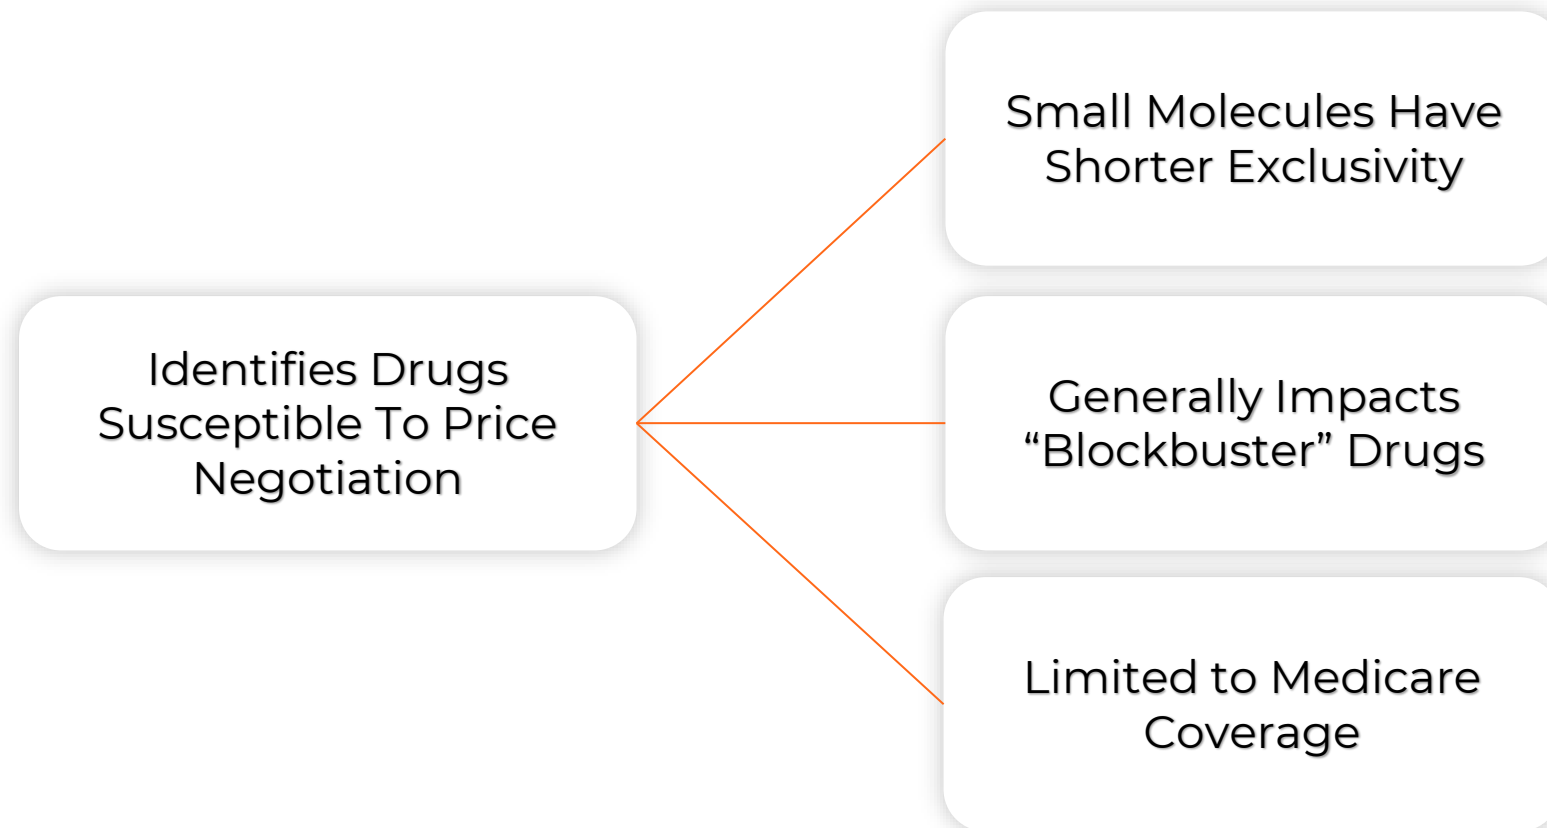 Small Molecules Have
Shorter Exclusivity
Identifies Drugs
Susceptible To Price
Negotiation
Generally Impacts
“Blockbuster” Drugs
Limited to Medicare
Coverage